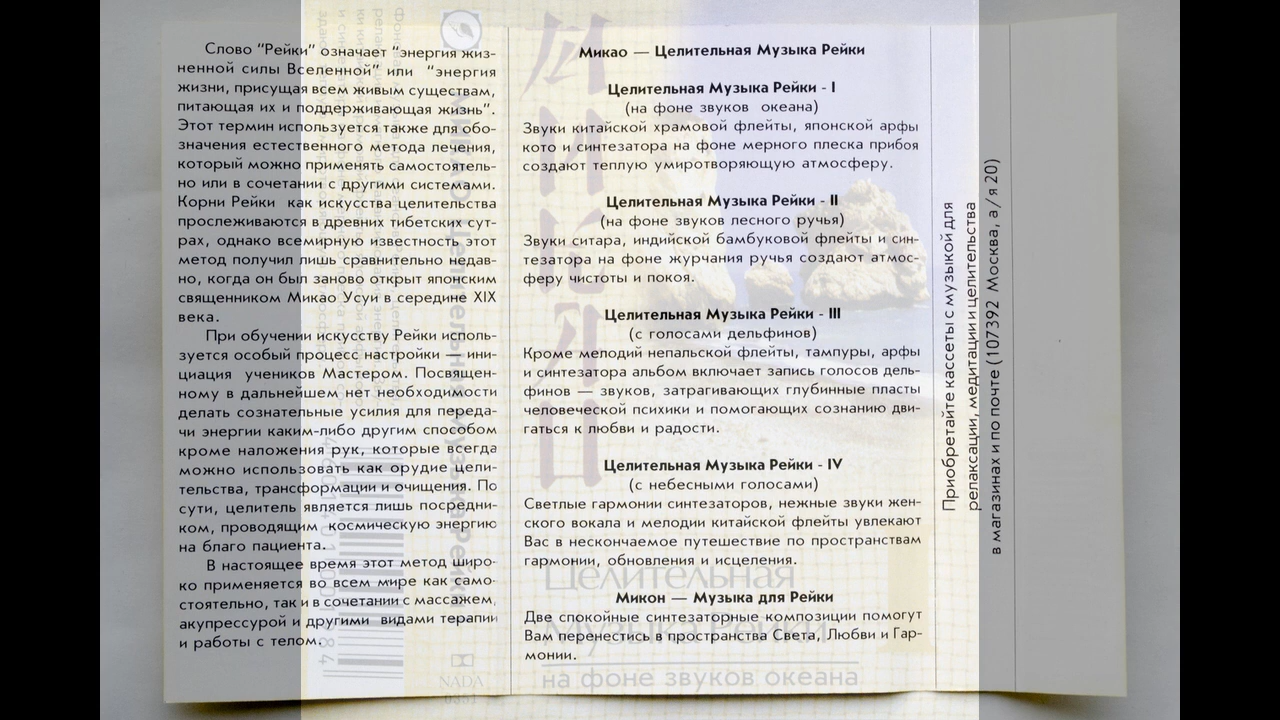 Слово "Рейки" означает "энергия жиз-
ненной силы Вселенной" или "энергия
жизни, присущая всем живым существам,
питающая их и поддерживающая жизнь".
Этот термин используется также для обо-
значения естественного метода лечения,
который можно применять самостоятель-
но или в сочетании с другими системами.
Корни Рейки как искусства целительства
прослеживаются в древних тибетских сут-
рах, однако всемирную известность этот
метод получил лишь сравнительно недав-
но, когда он был заново открыт японским
священником Микао Усуи в середине XIX
века.
При обучении искусству Рейки исполь-
зуется особый процесс настройки — ини-
циация учеников Мастером. Посвящен-
ному в дальнейшем нет необходимости
делать сознательные усилия для переда-
чи энергии каким-либо другим способом
кроме наложения рук, которые всегда
можно использовать как орудие цели-
тельства, трансформации и очищения. По
сути, целитель является лишь посредни-
ком, проводящим космическую энергию
на благо пациента.
В настоящее время этот метод широ-
ко применяется во всем мире как само-
стоятельно, так и в сочетании с массажем,
акупрессурой и другими видами терапии
и работы с телом.
Микао — Целительная Музыка Рейки
Целительная Музыка Рейки - I
(на фоне звуков океана)
Звуки китайской храмовой флейты, японской арфы
кото и синтезатора на фоне мерного плеска прибоя
создают теплую умиротворяющую атмосферу.
Целительная Музыка Рейки - II
(на фоне звуков лесного ручья)
Звуки ситара, индийской бамбуковой флейты и син-
тезатора на фоне журчания ручья создают атмос-
феру чистоты и покоя.
Целительная Музыка Рейки - III
(с голосами дельфинов)
Кроме мелодий непальской флейты, тампуры, арфы
и синтезатора альбом включает запись голосов дель-
финов — звуков, затрагивающих глубинные пласты
человеческой психики и помогающих сознанию дви-
гаться к любви и радости.
Целительная Музыка Рейки - IV
(с небесными голосами)
Светлые гармонии синтезаторов, нежные звуки жен-
ского вокала и мелодии китайской флейты увлекают
Вас в нескончаемое путешествие по пространствам
гармонии, обновления и исцеления.
Микон — Музыка для Рейки
Две спокойные синтезаторные композиции помогут
Вам перенестись в пространства Света, Любви и Гар-
монии.
Приобретайте кассеты с музыкой для
релаксации, медитации и целительства
в магазинах и по почте (107392 Москва, а/я 20)
МИКАО Целительная Музыка Рейки
Целительная
Музыка Рейки
на фоне звуков океана
NADA